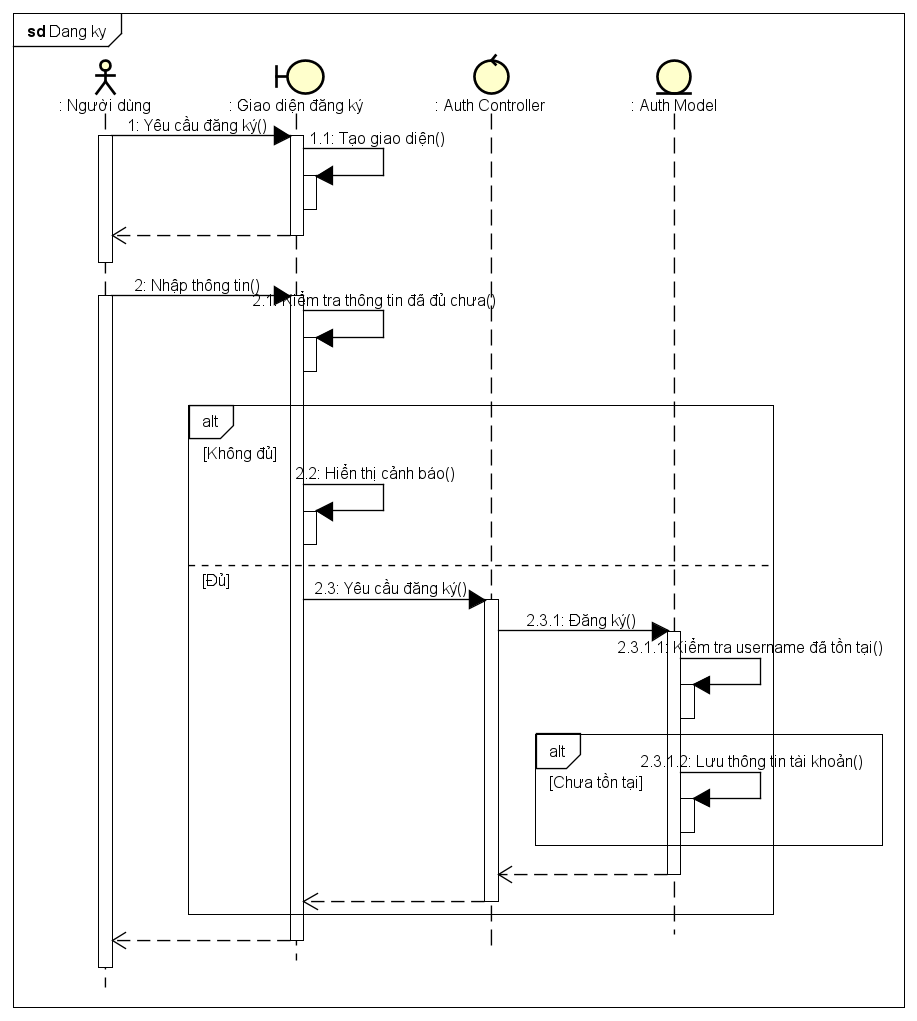 sd Dang ky
: Người dùng
: Giao diện đăng ký
: Auth Controller
: Auth Model
1: Yêu cầu đăng ký()
1.1: Tạo giao diện()
2: Nhập thông tin()
2.1: Kiểm tra thông tin đã đủ chưa()
alt
[Không đủ]
2.2: Hiển thị cảnh báo()
[Đủ]
2.3: Yêu cầu đăng ký()
2.3.1: Đăng ký()
2.3.1.1: Kiểm tra username đã tồn tại()
alt
2.3.1.2: Lưu thông tin tài khoản()
[Chưa tồn tại]